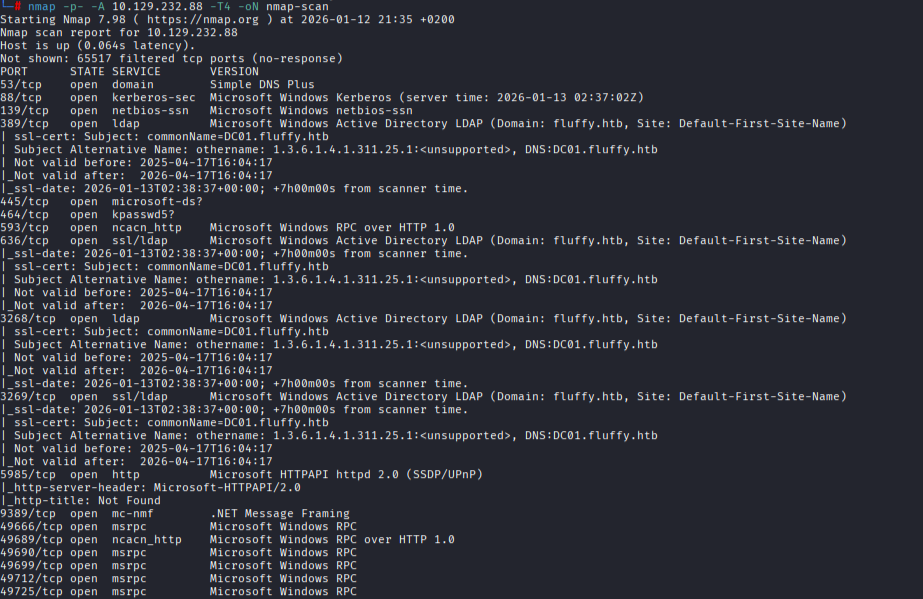 └─# nmap -p- -A 10.129.232.88 -T4 -oN nmap-scan
Starting Nmap 7.98 ( https://nmap.org ) at 2026-01-12 21:35 +0200
Nmap scan report for 10.129.232.88
Host is up (0.064s latency).
Not shown: 65517 filtered tcp ports (no-response)
PORT      STATE SERVICE       VERSION
53/tcp    open  domain        Simple DNS Plus
88/tcp    open  kerberos-sec  Microsoft Windows Kerberos (server time: 2026-01-13 02:37:02Z)
139/tcp   open  netbios-ssn   Microsoft Windows netbios-ssn
389/tcp   open  ldap          Microsoft Windows Active Directory LDAP (Domain: fluffy.htb, Site: Default-First-Site-Name)
| ssl-cert: Subject: commonName=DC01.fluffy.htb
| Subject Alternative Name: othername: 1.3.6.1.4.1.311.25.1:<unsupported>, DNS:DC01.fluffy.htb
| Not valid before: 2025-04-17T16:04:17
|_Not valid after:  2026-04-17T16:04:17
|_ssl-date: 2026-01-13T02:38:37+00:00; +7h00m00s from scanner time.
445/tcp   open  microsoft-ds?
464/tcp   open  kpasswd5?
593/tcp   open  ncacn_http    Microsoft Windows RPC over HTTP 1.0
636/tcp   open  ssl/ldap      Microsoft Windows Active Directory LDAP (Domain: fluffy.htb, Site: Default-First-Site-Name)
|_ssl-date: 2026-01-13T02:38:37+00:00; +7h00m00s from scanner time.
| ssl-cert: Subject: commonName=DC01.fluffy.htb
| Subject Alternative Name: othername: 1.3.6.1.4.1.311.25.1:<unsupported>, DNS:DC01.fluffy.htb
| Not valid before: 2025-04-17T16:04:17
|_Not valid after:  2026-04-17T16:04:17
3268/tcp  open  ldap          Microsoft Windows Active Directory LDAP (Domain: fluffy.htb, Site: Default-First-Site-Name)
| ssl-cert: Subject: commonName=DC01.fluffy.htb
| Subject Alternative Name: othername: 1.3.6.1.4.1.311.25.1:<unsupported>, DNS:DC01.fluffy.htb
| Not valid before: 2025-04-17T16:04:17
|_Not valid after:  2026-04-17T16:04:17
|_ssl-date: 2026-01-13T02:38:37+00:00; +7h00m00s from scanner time.
3269/tcp  open  ssl/ldap      Microsoft Windows Active Directory LDAP (Domain: fluffy.htb, Site: Default-First-Site-Name)
|_ssl-date: 2026-01-13T02:38:37+00:00; +7h00m00s from scanner time.
| ssl-cert: Subject: commonName=DC01.fluffy.htb
| Subject Alternative Name: othername: 1.3.6.1.4.1.311.25.1:<unsupported>, DNS:DC01.fluffy.htb
| Not valid before: 2025-04-17T16:04:17
|_Not valid after:  2026-04-17T16:04:17
5985/tcp  open  http          Microsoft HTTPAPI httpd 2.0 (SSDP/UPnP)
|_http-server-header: Microsoft-HTTPAPI/2.0
|_http-title: Not Found
9389/tcp  open  mc-nmf        .NET Message Framing
49666/tcp open  msrpc         Microsoft Windows RPC
49689/tcp open  ncacn_http    Microsoft Windows RPC over HTTP 1.0
49690/tcp open  msrpc         Microsoft Windows RPC
49699/tcp open  msrpc         Microsoft Windows RPC
49712/tcp open  msrpc         Microsoft Windows RPC
49725/tcp open  msrpc         Microsoft Windows RPC